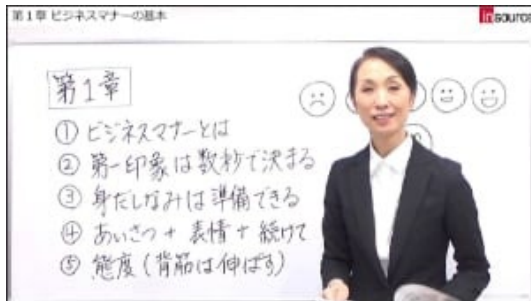 第1章 ビジネスマナーの基本
insource
第1章
① ビジネスマナーとは
② 第一印象は数秒で決まる
③ 身だしなみは準備できる
④ あいさつ + 表情 + 続けて
⑤ 態度(背筋は伸ばす)